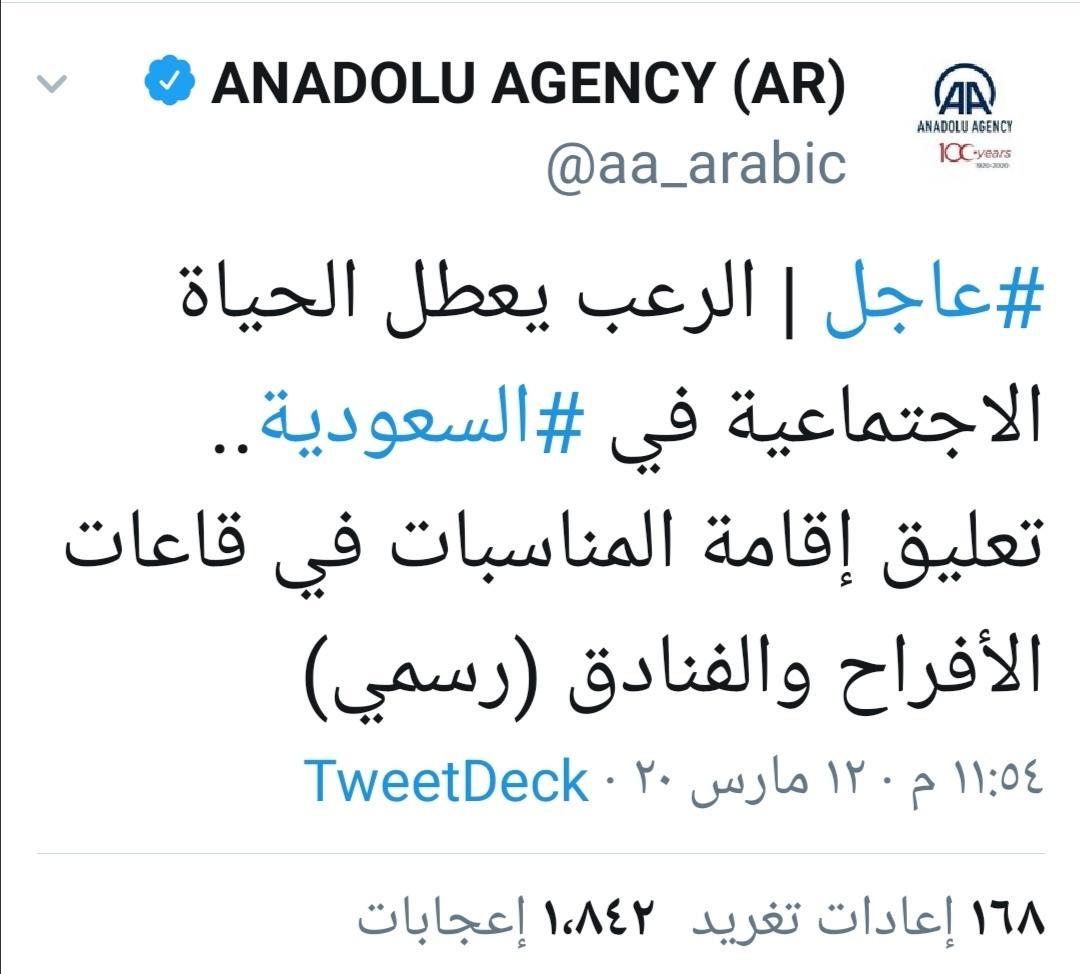 ANADOLU AGENCY (AR)
@aa_arabic
AA
ANADOLU AGENCY
100-years
1920-2020
#عاجل | الرعب يعطل الحياة
الاجتماعية في #السعودية ..
تعليق إقامة المناسبات في قاعات
الأفراح والفنادق (رسمي)
١١:٥٤ م · ١٢ مارس ٢٠ · TweetDeck
١٦٨ إعادات تغريد ١،٨٤٢ إعجابات